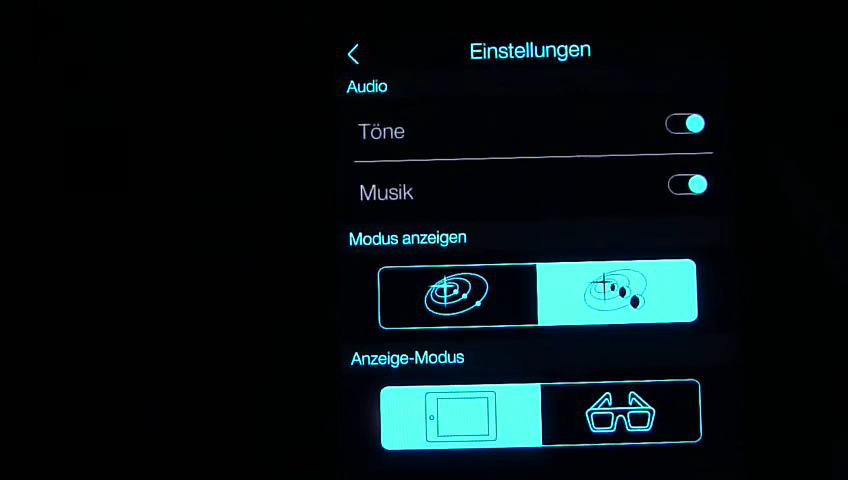 Einstellungen
Audio
Töne
Musik
Modus anzeigen
Anzeige-Modus